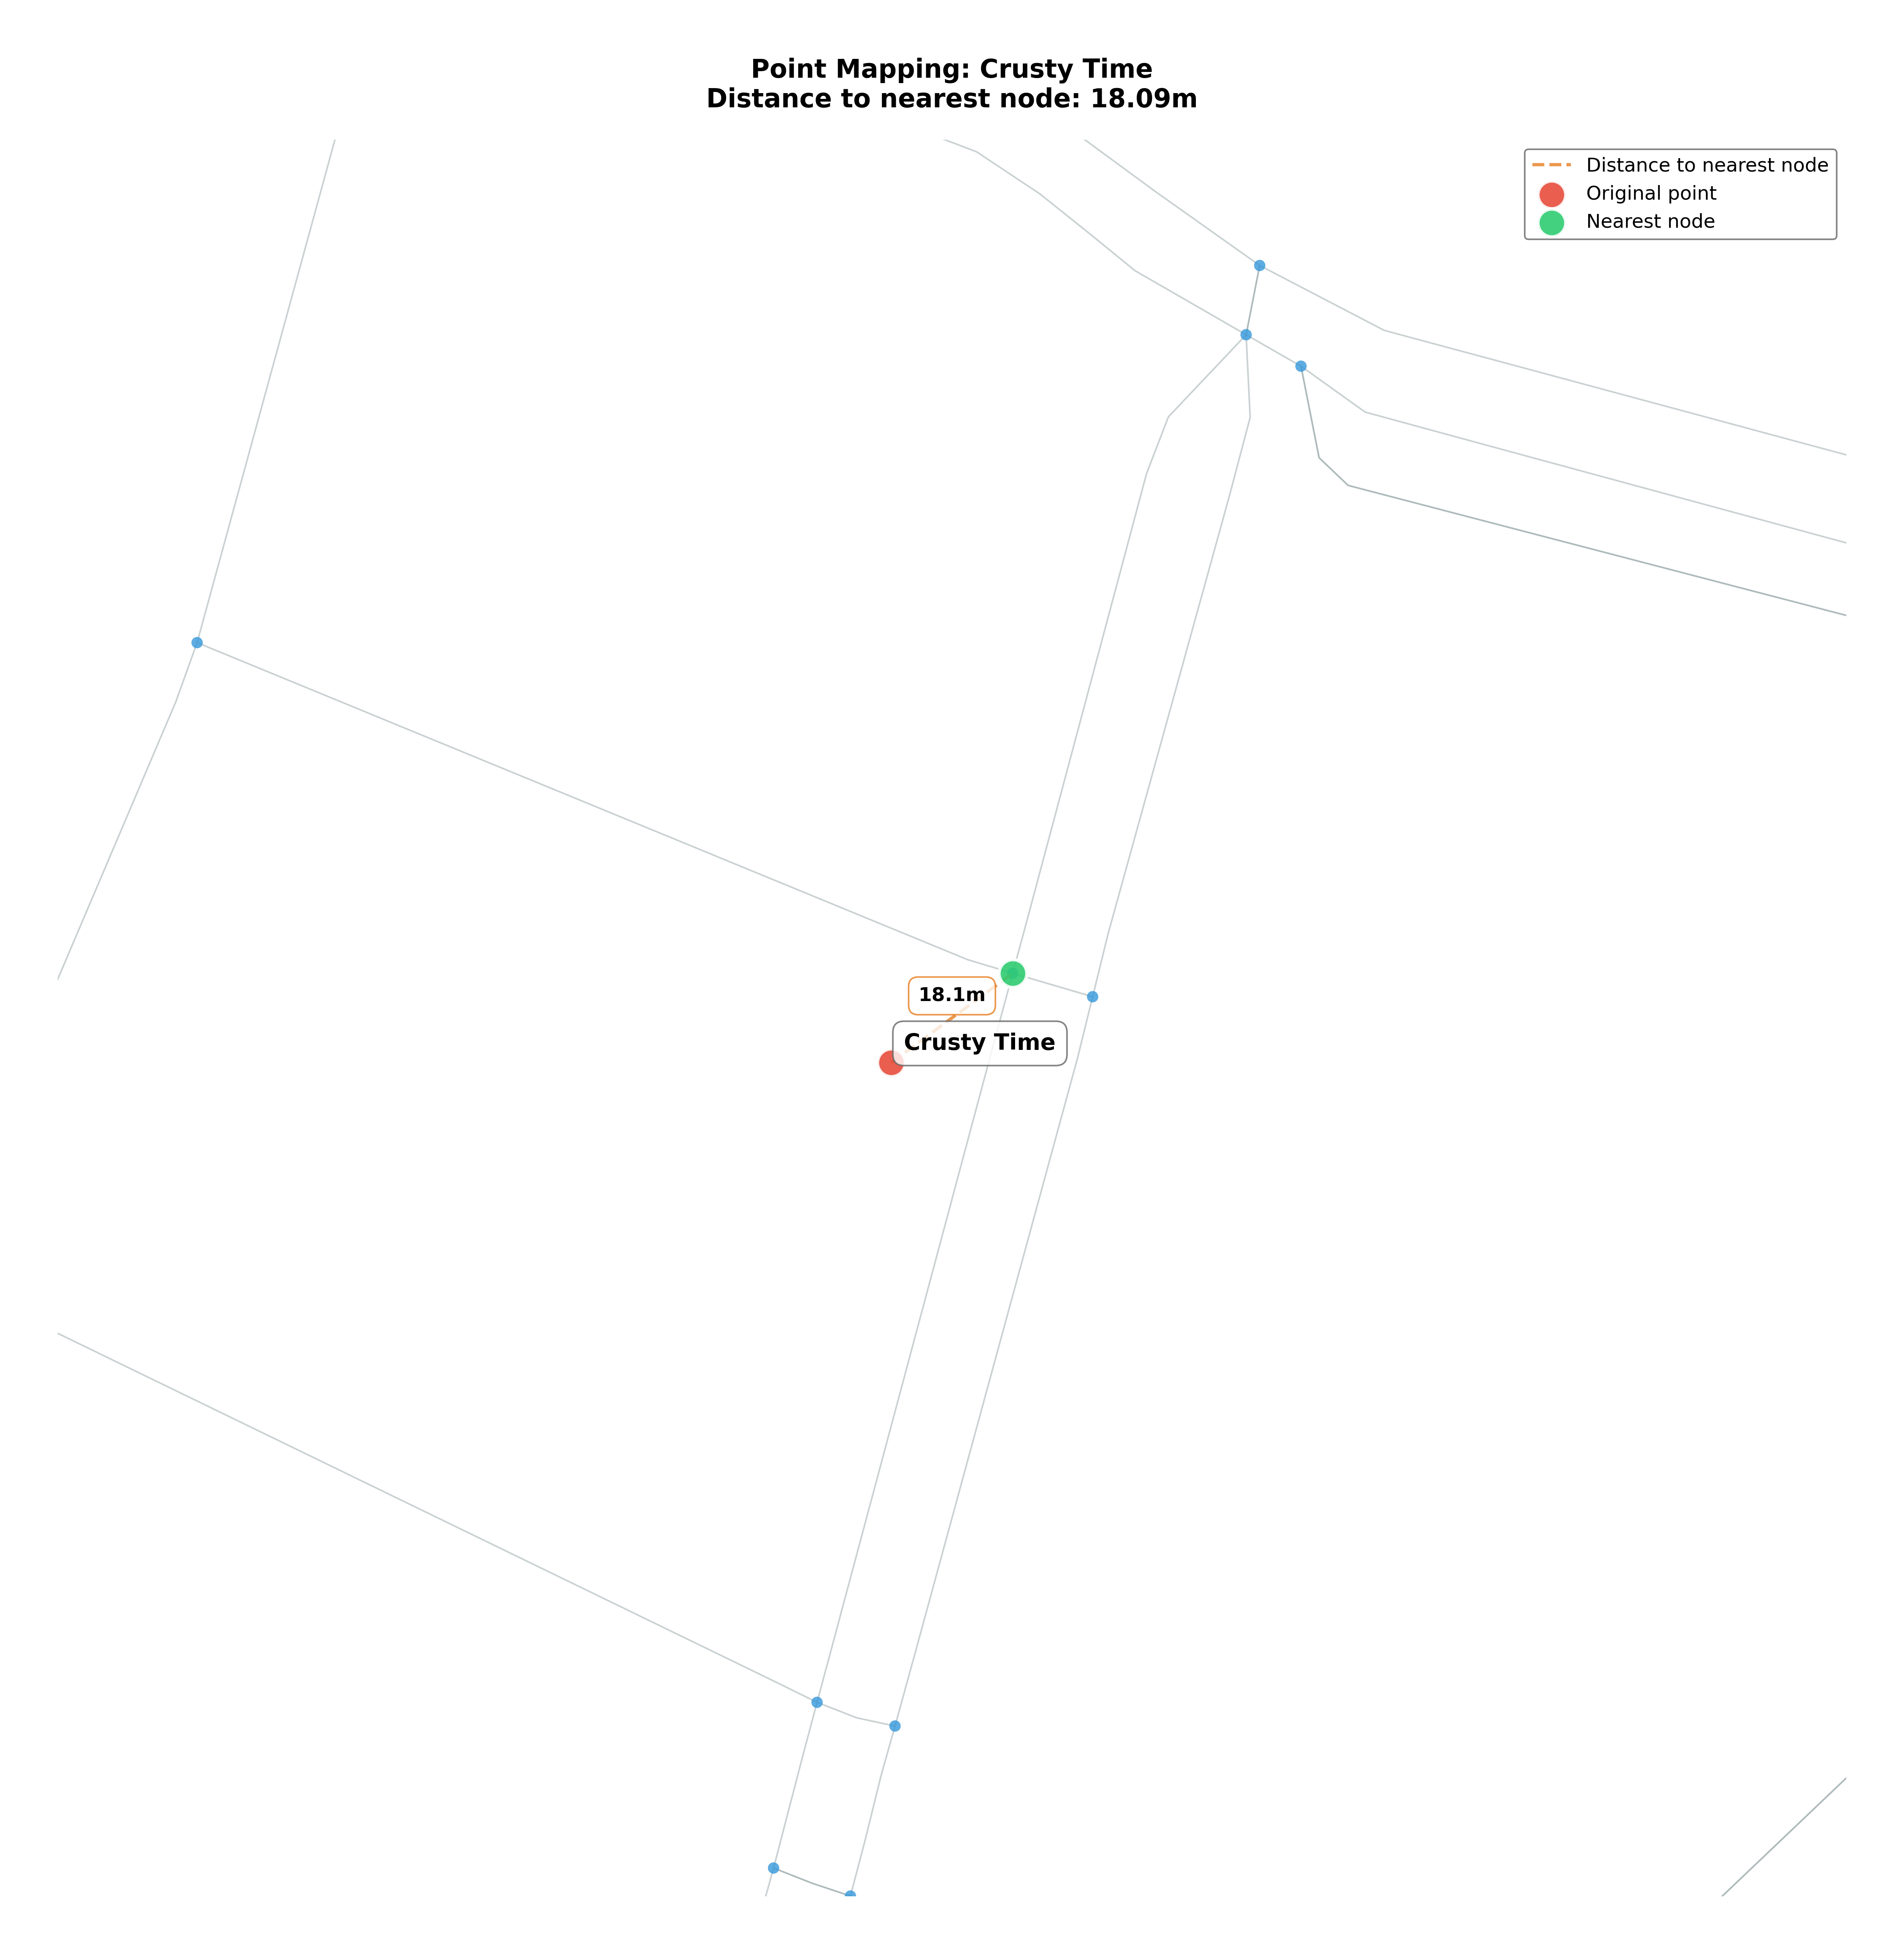 Point Mapping: Crusty Time
Distance to nearest node: 18.09m
Distance to nearest node
Original point
Nearest node
18.1m
Crusty Time